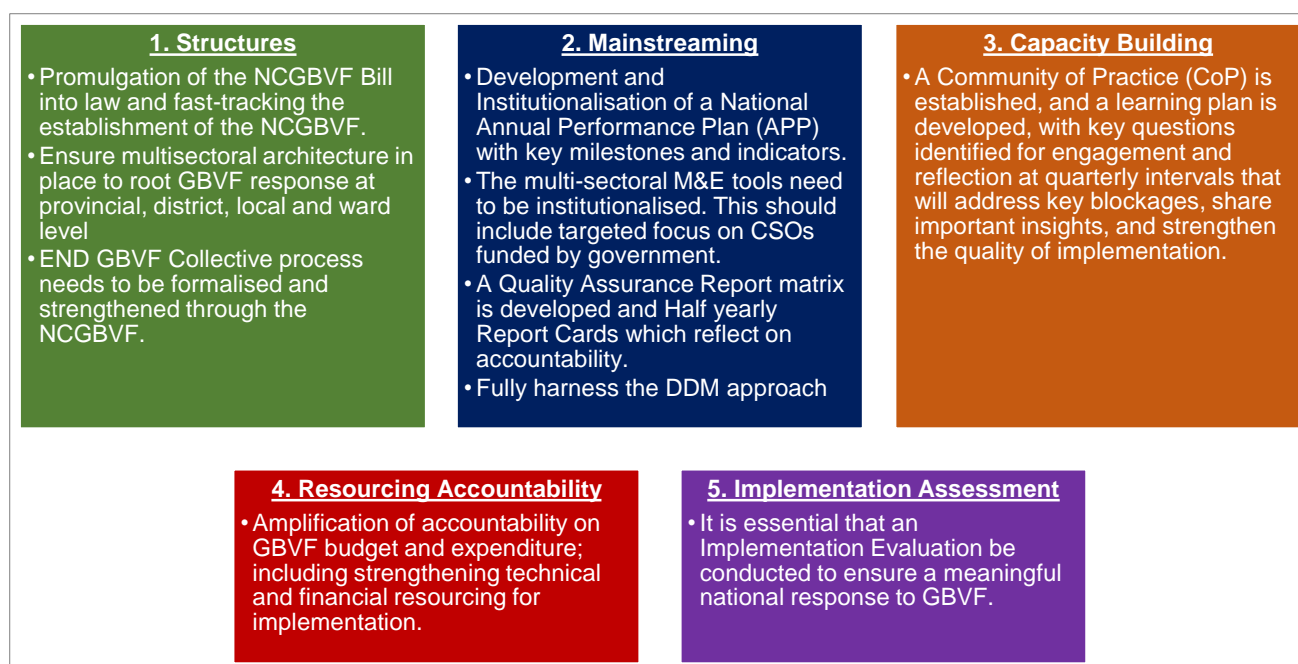 1. Structures
• Promulgation of the NCGBVF Bill
into law and fast-tracking the
establishment of the NCGBVF.
• Ensure multisectoral architecture in
place to root GBVF response at
provincial, district, local and ward
level
• END GBVF Collective process
needs to be formalised and
strengthened through the
NCGBVF.
2. Mainstreaming
• Development and
Institutionalisation of a National
Annual Performance Plan (APP)
with key milestones and indicators.
• The multi-sectoral M&E tools need
to be institutionalised. This should
include targeted focus on CSOs
funded by government.
• A Quality Assurance Report matrix
is developed and Half yearly
Report Cards which reflect on
accountability.
• Fully harness the DDM approach
3. Capacity Building
• A Community of Practice (CoP) is
established, and a learning plan is
developed, with key questions
identified for engagement and
reflection at quarterly intervals that
will address key blockages, share
important insights, and strengthen
the quality of implementation.
4. Resourcing Accountability
• Amplification of accountability on
GBVF budget and expenditure;
including strengthening technical
and financial resourcing for
implementation.
5. Implementation Assessment
• It is essential that an
Implementation Evaluation be
conducted to ensure a meaningful
national response to GBVF.